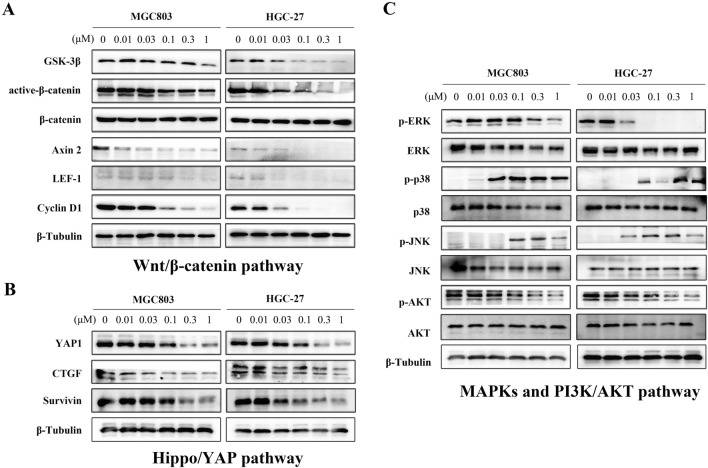 A
MGC803 HGC-27
(μM) 0 0.01 0.03 0.1 0.3 1 0 0.01 0.03 0.1 0.3 1
GSK-3β
active-β-catenin
β-catenin
Axin 2
LEF-1
Cyclin D1
β-Tubulin
Wnt/β-catenin pathway
B
MGC803 HGC-27
(μM) 0 0.01 0.03 0.1 0.3 1 0 0.01 0.03 0.1 0.3 1
YAP1
CTGF
Survivin
β-Tubulin
Hippo/YAP pathway
C
MGC803 HGC-27
(μM) 0 0.01 0.03 0.1 0.3 1 0 0.01 0.03 0.1 0.3 1
p-ERK
ERK
p-p38
p38
p-JNK
JNK
p-AKT
AKT
β-Tubulin
MAPKs and PI3K/AKT pathway